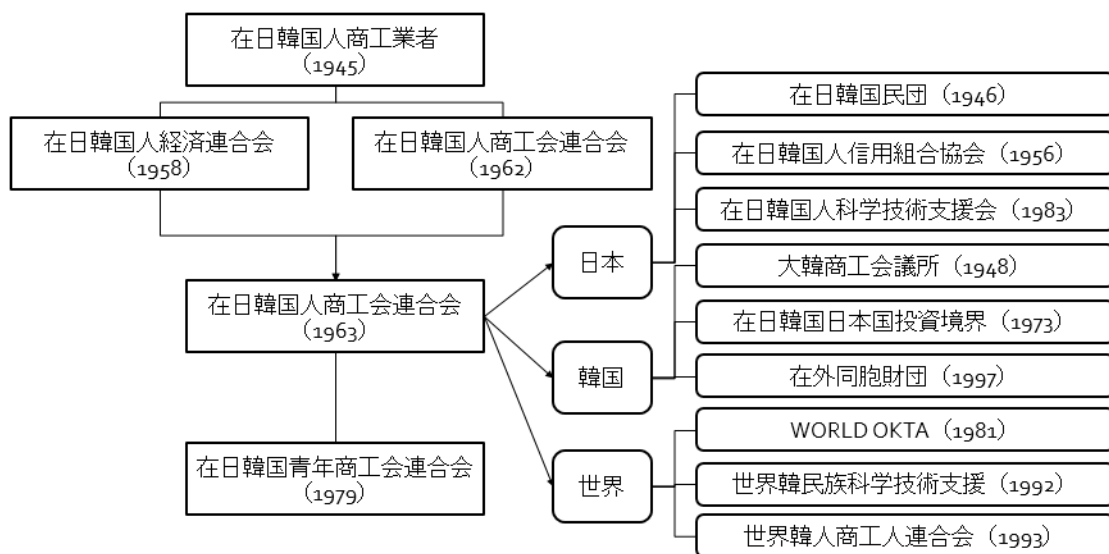 在日韓国人商工業者
(1945)
在日韓国人経済連合会
(1958)
在日韓国人商工会連合会
(1962)
在日韓国人商工会連合会
(1963)
在日韓国青年商工会連合会
(1979)
日本
韓国
世界
在日韓国民団（1946）
在日韓国人信用組合協会（1956）
在日韓国人科学技術支援会（1983）
大韓商工会議所（1948）
在日韓国日本国投資境界（1973）
在外同胞財団（1997）
WORLD OKTA（1981）
世界韓民族科学技術支援（1992）
世界韓人商工人連合会（1993）